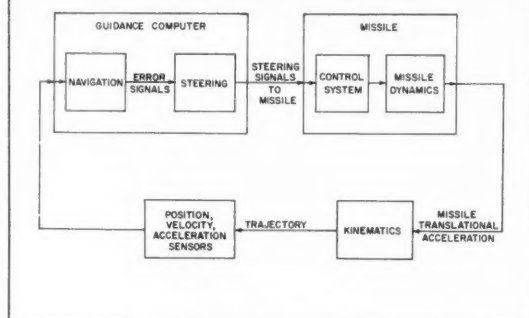 GUIDANCE COMPUTER
MISSILE
NAVIGATION
ERROR
SIGNALS
STEERING
STEERING
SIGNALS
TO
MISSILE
CONTROL
SYSTEM
MISSILE
DYNAMICS
POSITION,
VELOCITY,
ACCELERATION
SENSORS
TRAJECTORY
KINEMATICS
MISSILE
TRANSLATIONAL
ACCELERATION